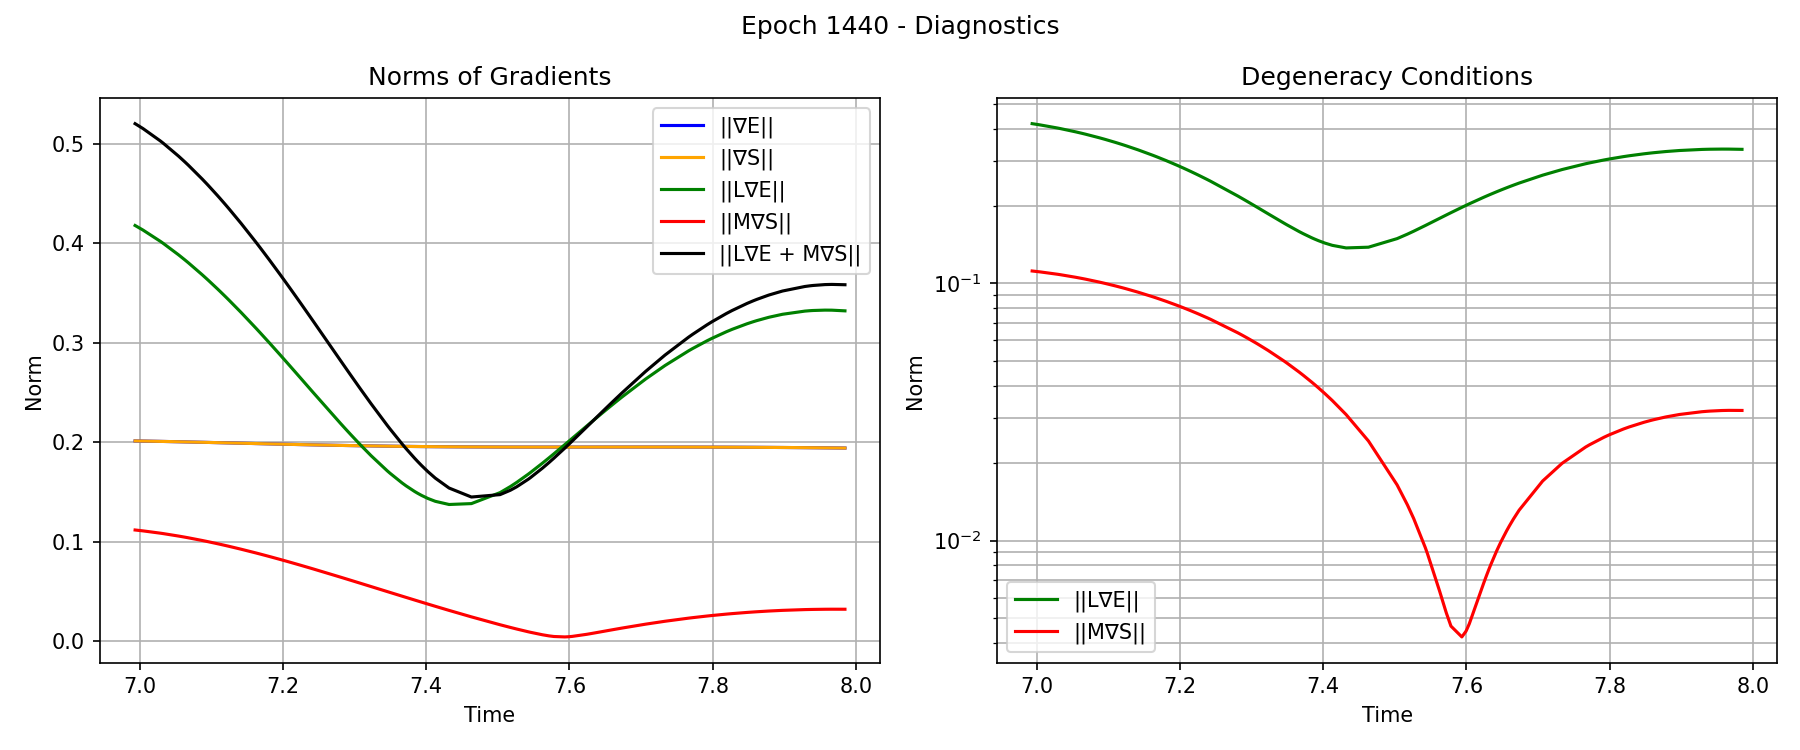 Epoch 1440 - Diagnostics
Norms of Gradients
Norm
0.5
0.4
0.3
0.2
0.1
0.0
7.0
7.2
7.4
7.6
7.8
8.0
Time
||∇E||
||∇S||
||L∇E||
||M∇S||
||L∇E + M∇S||
Degeneracy Conditions
Norm
10⁻¹
10⁻²
7.0
7.2
7.4
7.6
7.8
8.0
Time
||L∇E||
||M∇S||